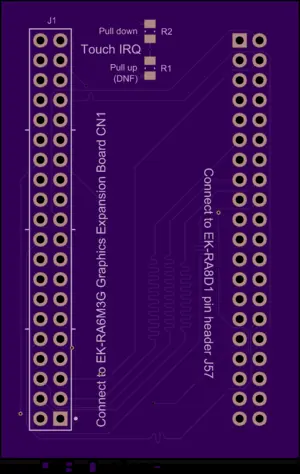 J1
Pull down
R2
Touch IRQ
Pull up
(DNF)
R1
Connect to EK-RA6M3G Graphics Expansion Board CN1
Connect to EK-RA8D1 pin header J57